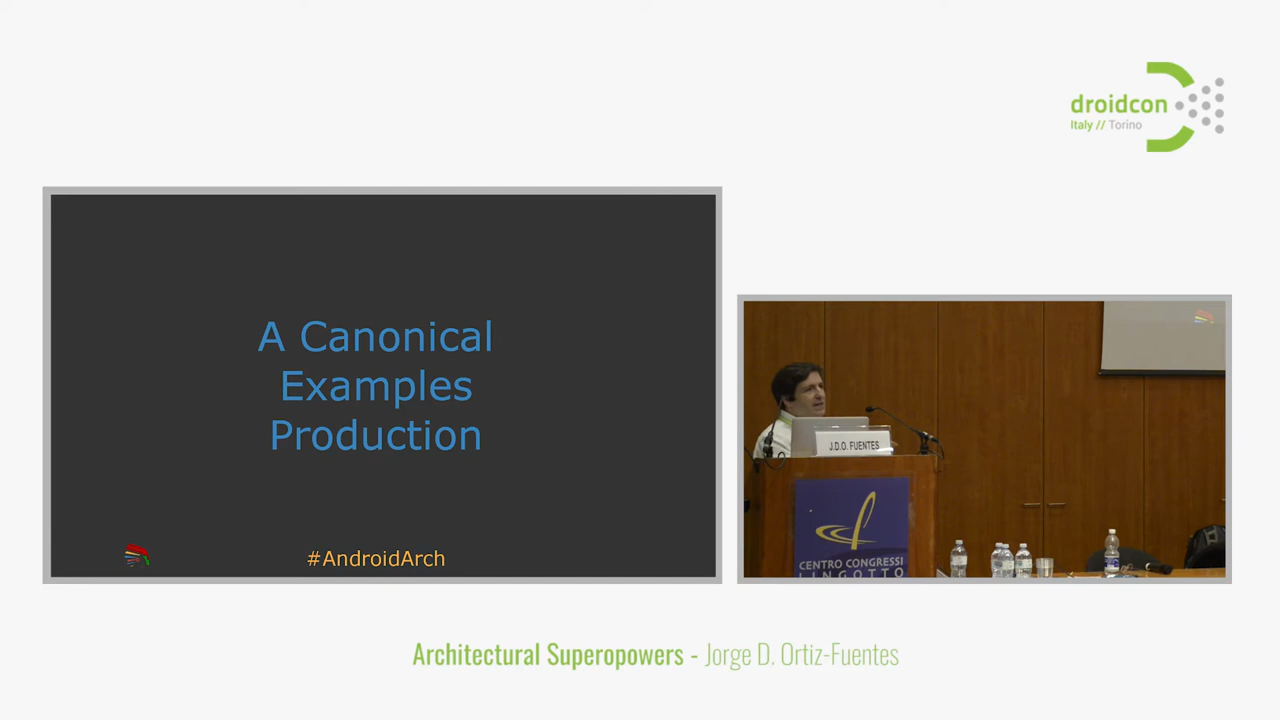 droidcon
Italy // Torino
A Canonical
Examples
Production
#AndroidArch
J.D.O. FUENTES
CENTRO CONGRESSI
LINGOTTO
Architectural Superopowers - Jorge D. Ortiz-Fuentes